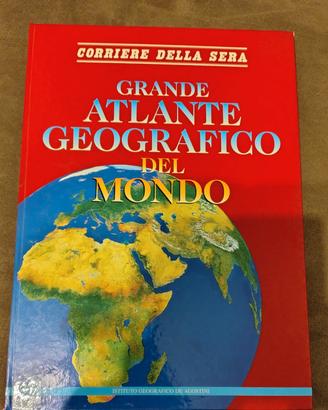 CORRIERE DELLA SERA
GRANDE
ATLANTE
GEOGRAFICO
DEL
MONDO
ISTITUTO GEOGRAFICO DE AGOSTINI